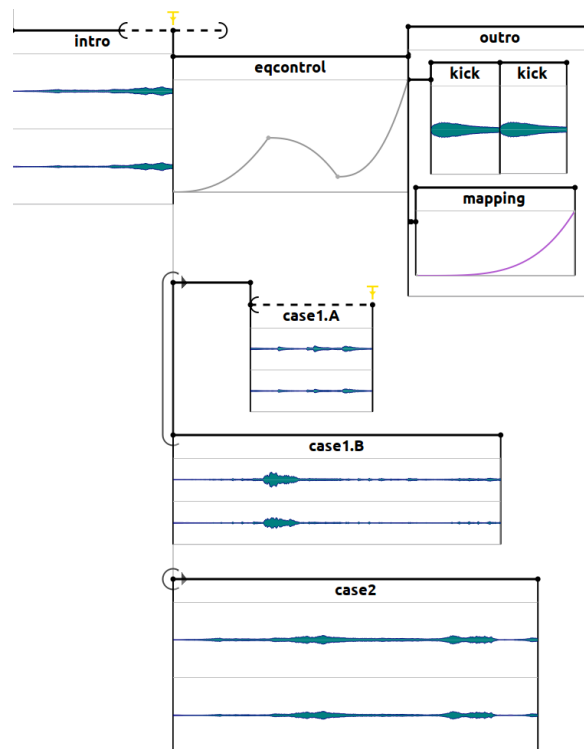 intro
outro
eqcontrol
kick kick
mapping
case1.A
case1.B
case2